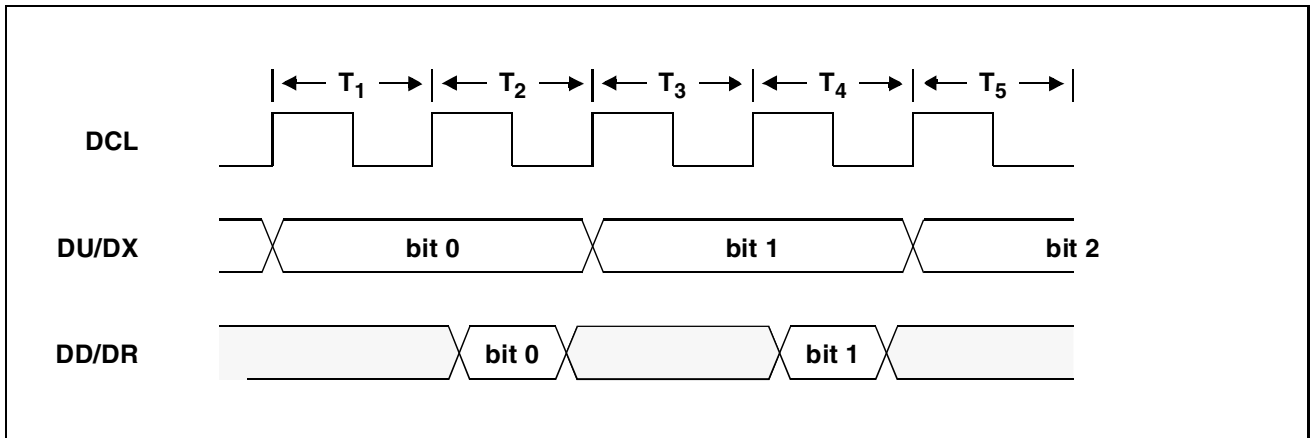 T1 T2 T3 T4 T5
DCL
DU/DX bit 0 bit 1 bit 2
DD/DR bit 0 bit 1